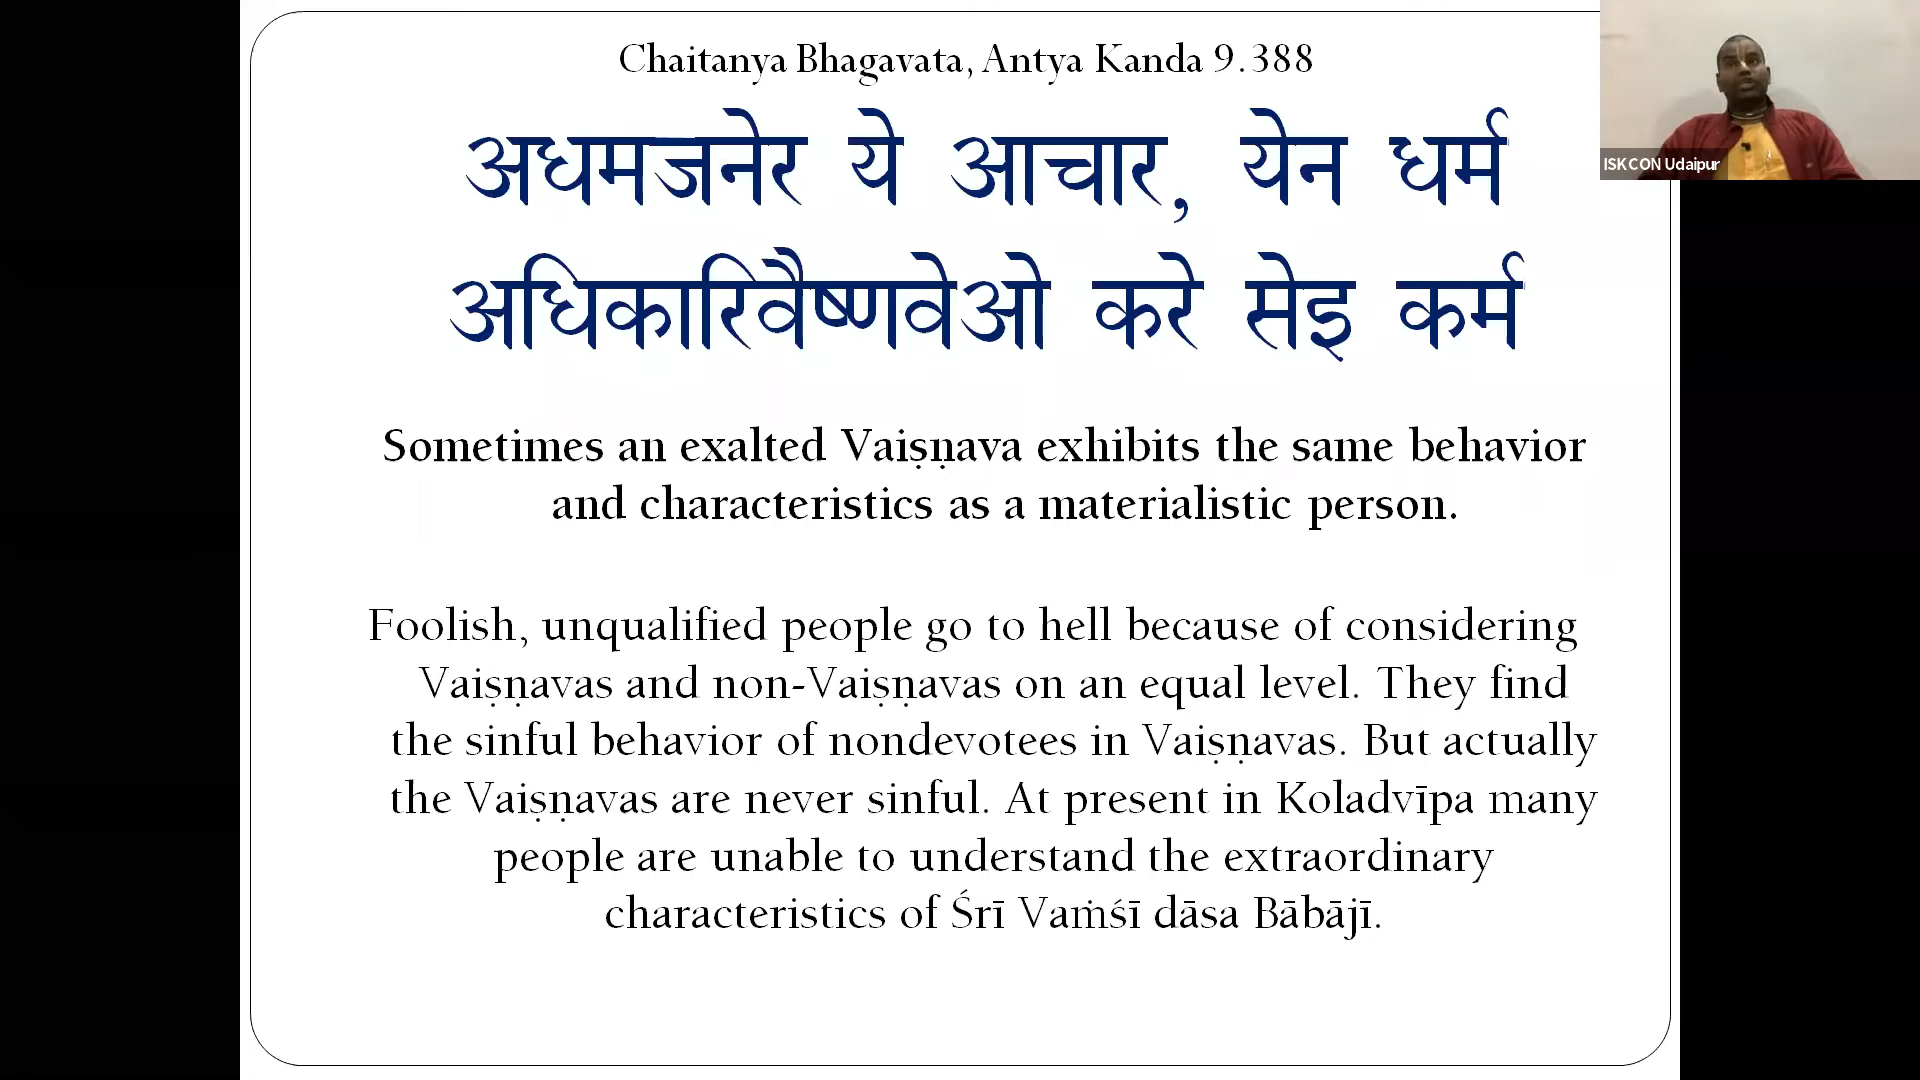 Chaitanya Bhagavata, Antya Kanda 9.388
अधमजनेर ये आचार, येन धर्म
अधिकारिवैष्णवेओ करे सेइ कर्म
Sometimes an exalted Vaiṣṇava exhibits the same behavior
and characteristics as a materialistic person.
Foolish, unqualified people go to hell because of considering
Vaiṣṇavas and non-Vaiṣṇavas on an equal level. They find
the sinful behavior of nondevotees in Vaiṣṇavas. But actually
the Vaiṣṇavas are never sinful. At present in Koladvīpa many
people are unable to understand the extraordinary
characteristics of Śrī Vaṁśī dāsa Bābājī.
ISKCON Udaipur